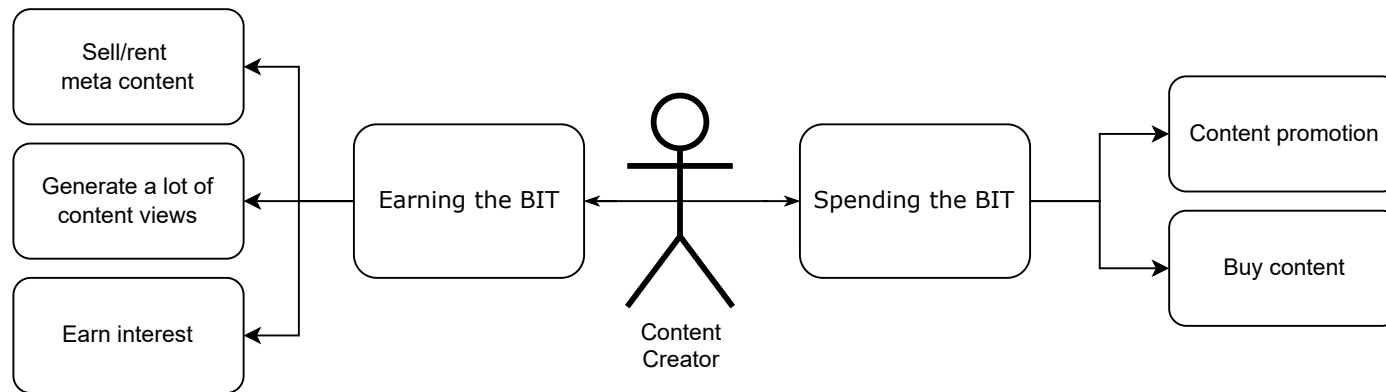 Sell/rent
meta content
Generate a lot of
content views
Earn interest
Earning the BIT
Content
Creator
Spending the BIT
Content promotion
Buy content